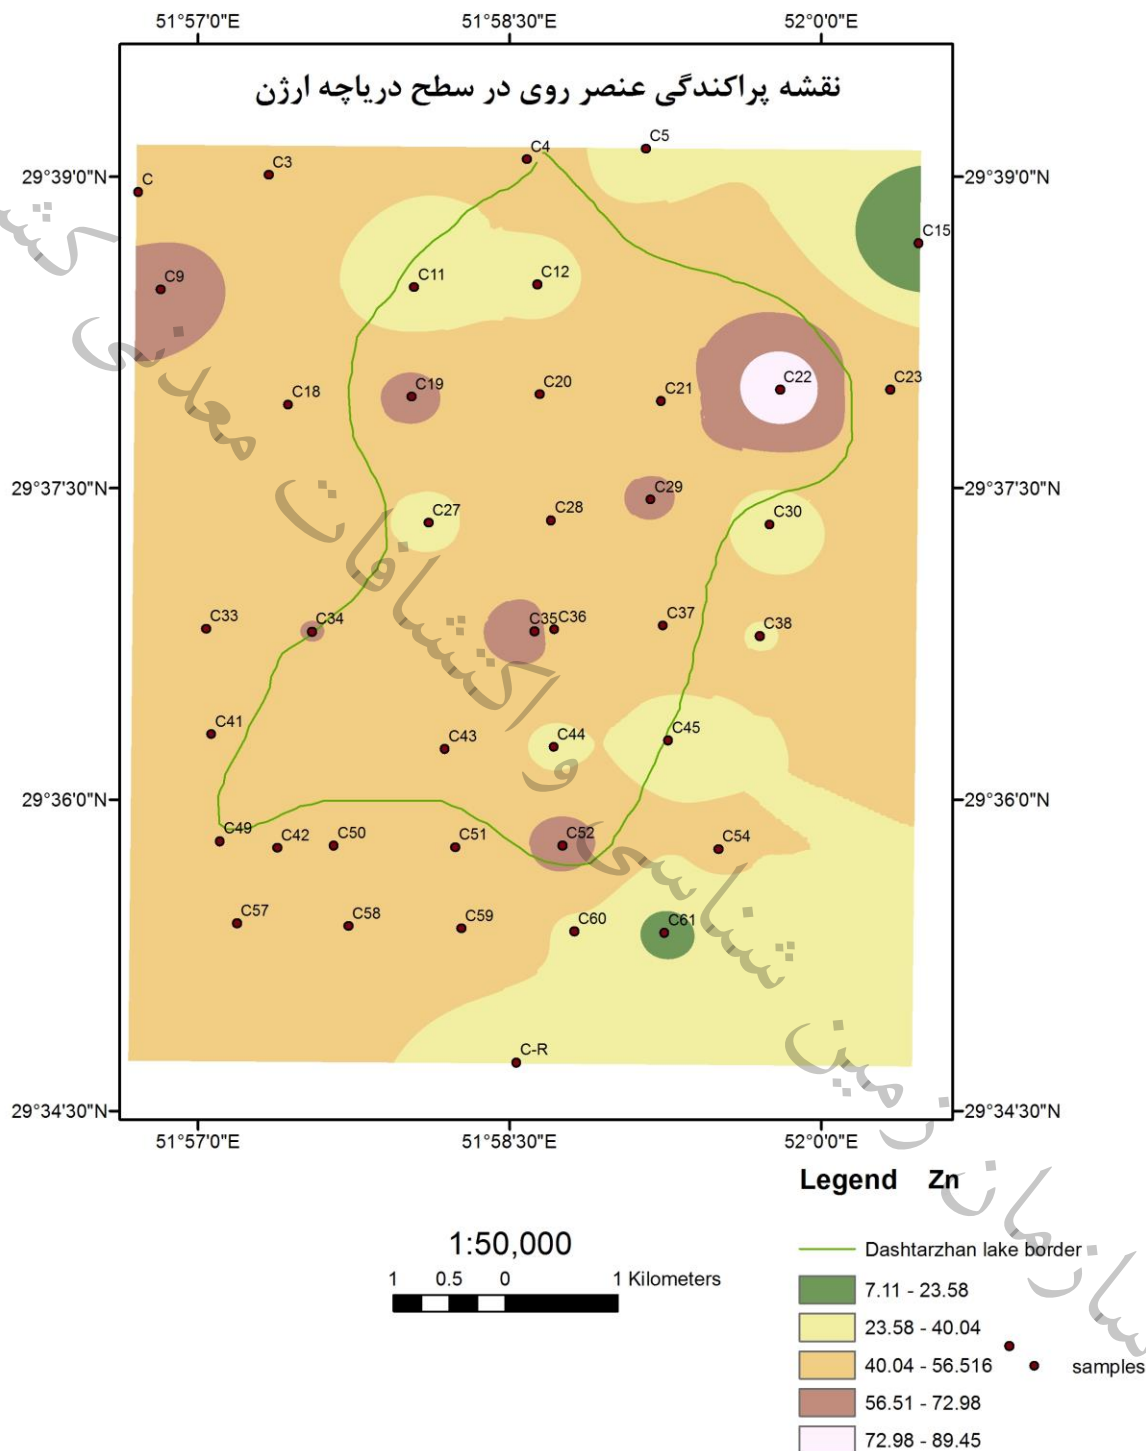 51°57'0"E 51°58'30"E 52°0'0"E
نقشه پراکندگی عنصر روی در سطح دریاچه ارژن
C4 C5
C3
29°39'0"N C 29°39'0"N
C15
C9 C11 C12
C18 C19 C20 C21 C22 C23
29°37'30"N C29 29°37'30"N
C27 C28 C30
C33 C34 C35 C36 C37 C38
C41 C43 C44 C45
29°36'0"N 29°36'0"N
C49 C42 C50 C51 C52 C54
C57 C58 C59 C60 C61
C-R
29°34'30"N 29°34'30"N
51°57'0"E 51°58'30"E 52°0'0"E
Legend Zn
1:50,000
1 0.5 0 1 Kilometers
Dashtarzhan lake border
7.11 - 23.58
23.58 - 40.04
40.04 - 56.516
samples
56.51 - 72.98
72.98 - 89.45
سازمان زمین شناسی و اکتشافات معدنی